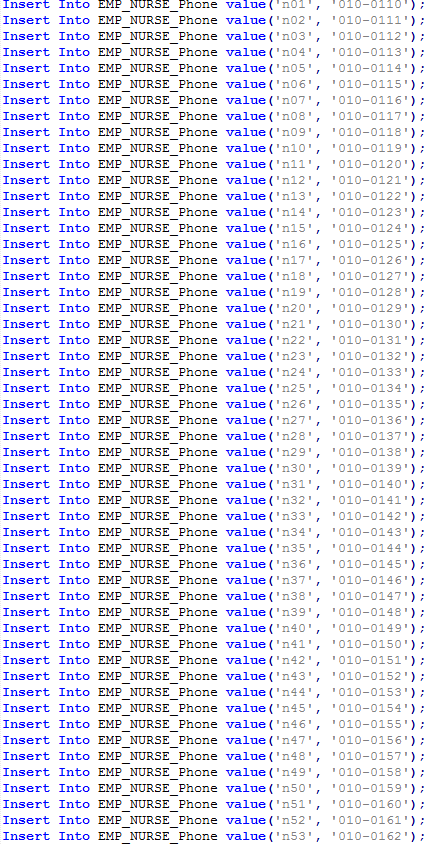 Insert Into EMP_NURSE_Phone value('n01', '010-0110');
Insert Into EMP_NURSE_Phone value('n02', '010-0111');
Insert Into EMP_NURSE_Phone value('n03', '010-0112');
Insert Into EMP_NURSE_Phone value('n04', '010-0113');
Insert Into EMP_NURSE_Phone value('n05', '010-0114');
Insert Into EMP_NURSE_Phone value('n06', '010-0115');
Insert Into EMP_NURSE_Phone value('n07', '010-0116');
Insert Into EMP_NURSE_Phone value('n08', '010-0117');
Insert Into EMP_NURSE_Phone value('n09', '010-0118');
Insert Into EMP_NURSE_Phone value('n10', '010-0119');
Insert Into EMP_NURSE_Phone value('n11', '010-0120');
Insert Into EMP_NURSE_Phone value('n12', '010-0121');
Insert Into EMP_NURSE_Phone value('n13', '010-0122');
Insert Into EMP_NURSE_Phone value('n14', '010-0123');
Insert Into EMP_NURSE_Phone value('n15', '010-0124');
Insert Into EMP_NURSE_Phone value('n16', '010-0125');
Insert Into EMP_NURSE_Phone value('n17', '010-0126');
Insert Into EMP_NURSE_Phone value('n18', '010-0127');
Insert Into EMP_NURSE_Phone value('n19', '010-0128');
Insert Into EMP_NURSE_Phone value('n20', '010-0129');
Insert Into EMP_NURSE_Phone value('n21', '010-0130');
Insert Into EMP_NURSE_Phone value('n22', '010-0131');
Insert Into EMP_NURSE_Phone value('n23', '010-0132');
Insert Into EMP_NURSE_Phone value('n24', '010-0133');
Insert Into EMP_NURSE_Phone value('n25', '010-0134');
Insert Into EMP_NURSE_Phone value('n26', '010-0135');
Insert Into EMP_NURSE_Phone value('n27', '010-0136');
Insert Into EMP_NURSE_Phone value('n28', '010-0137');
Insert Into EMP_NURSE_Phone value('n29', '010-0138');
Insert Into EMP_NURSE_Phone value('n30', '010-0139');
Insert Into EMP_NURSE_Phone value('n31', '010-0140');
Insert Into EMP_NURSE_Phone value('n32', '010-0141');
Insert Into EMP_NURSE_Phone value('n33', '010-0142');
Insert Into EMP_NURSE_Phone value('n34', '010-0143');
Insert Into EMP_NURSE_Phone value('n35', '010-0144');
Insert Into EMP_NURSE_Phone value('n36', '010-0145');
Insert Into EMP_NURSE_Phone value('n37', '010-0146');
Insert Into EMP_NURSE_Phone value('n38', '010-0147');
Insert Into EMP_NURSE_Phone value('n39', '010-0148');
Insert Into EMP_NURSE_Phone value('n40', '010-0149');
Insert Into EMP_NURSE_Phone value('n41', '010-0150');
Insert Into EMP_NURSE_Phone value('n42', '010-0151');
Insert Into EMP_NURSE_Phone value('n43', '010-0152');
Insert Into EMP_NURSE_Phone value('n44', '010-0153');
Insert Into EMP_NURSE_Phone value('n45', '010-0154');
Insert Into EMP_NURSE_Phone value('n46', '010-0155');
Insert Into EMP_NURSE_Phone value('n47', '010-0156');
Insert Into EMP_NURSE_Phone value('n48', '010-0157');
Insert Into EMP_NURSE_Phone value('n49', '010-0158');
Insert Into EMP_NURSE_Phone value('n50', '010-0159');
Insert Into EMP_NURSE_Phone value('n51', '010-0160');
Insert Into EMP_NURSE_Phone value('n52', '010-0161');
Insert Into EMP_NURSE_Phone value('n53', '010-0162');